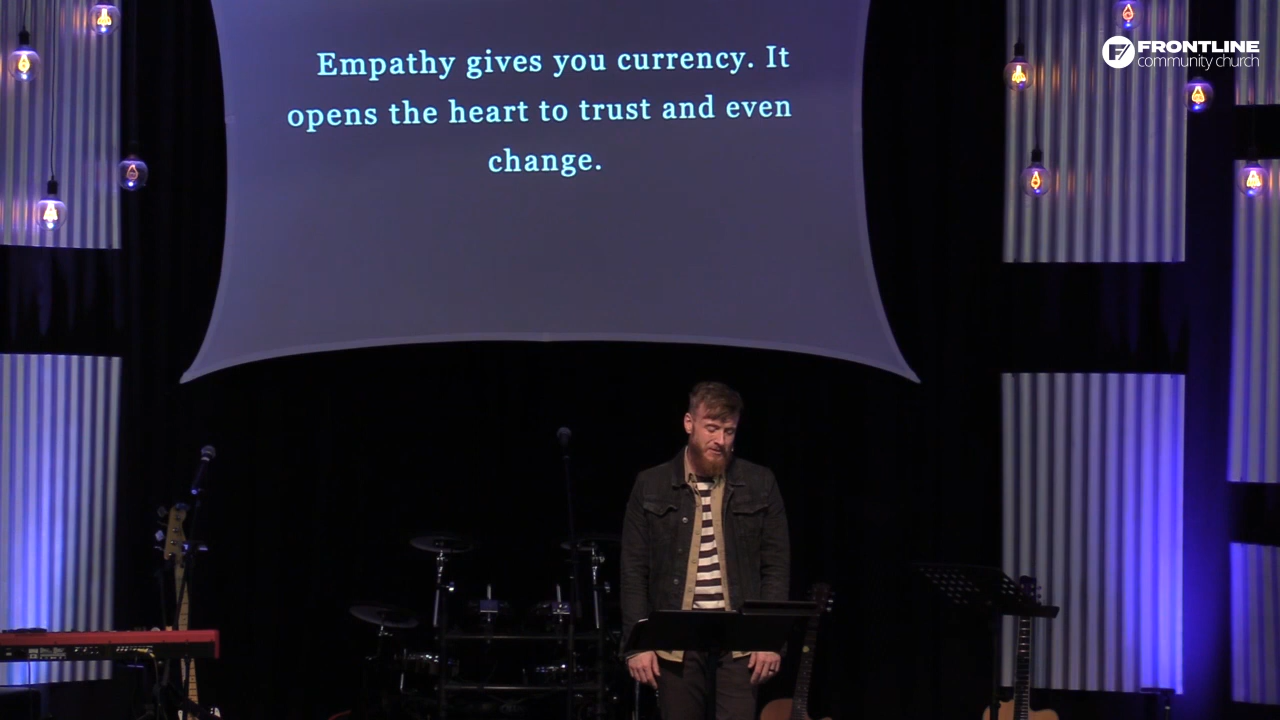 Empathy gives you currency. It
opens the heart to trust and even
change.
FRONTLINE
community church